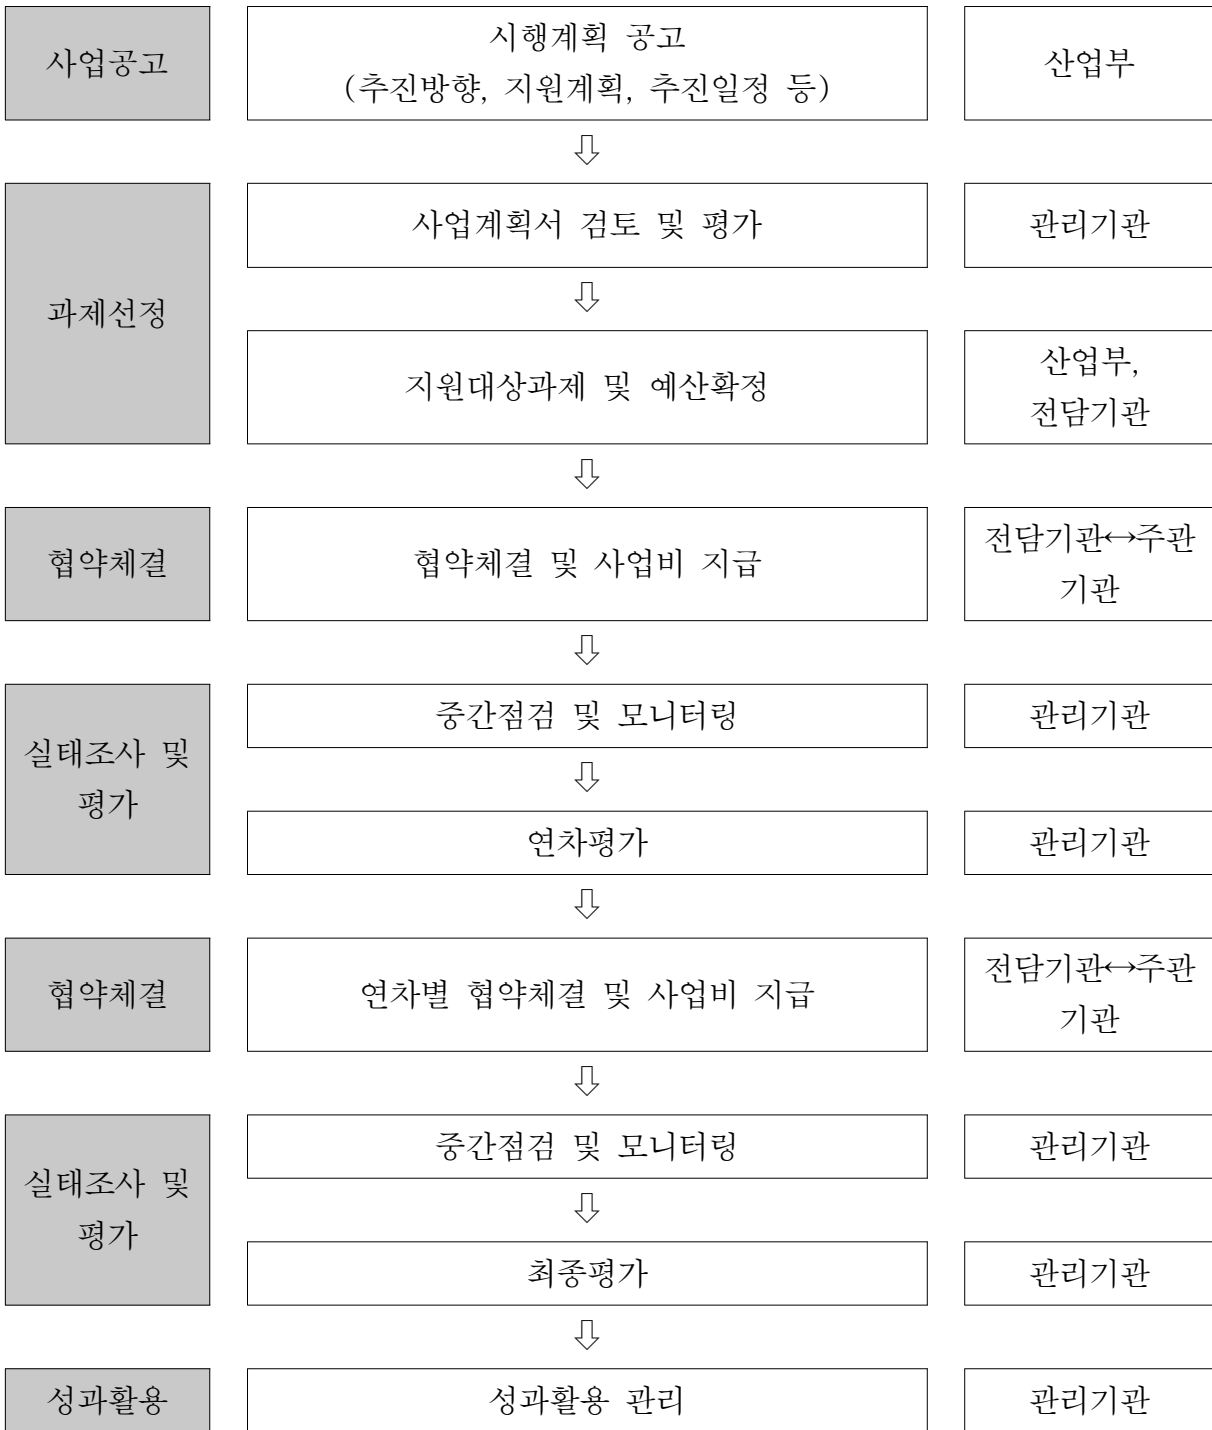 사업공고
시행계획 공고
(추진방향, 지원계획, 추진일정 등)
산업부
⇩
과제선정
사업계획서 검토 및 평가
관리기관
⇩
지원대상과제 및 예산확정
산업부,
전담기관
⇩
협약체결
협약체결 및 사업비 지급
전담기관↔주관
기관
⇩
실태조사 및
평가
중간점검 및 모니터링
관리기관
⇩
연차평가
관리기관
⇩
협약체결
연차별 협약체결 및 사업비 지급
전담기관↔주관
기관
⇩
실태조사 및
평가
중간점검 및 모니터링
관리기관
⇩
최종평가
관리기관
⇩
성과활용
성과활용 관리
관리기관